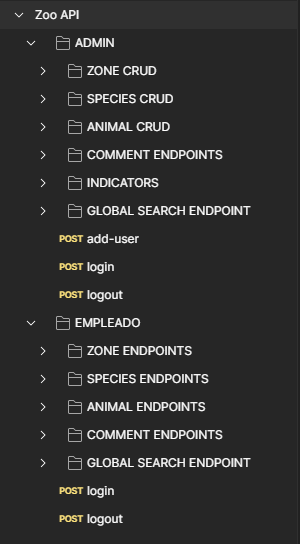 Zoo API
ADMIN
ZONE CRUD
SPECIES CRUD
ANIMAL CRUD
COMMENT ENDPOINTS
INDICATORS
GLOBAL SEARCH ENDPOINT
POST add-user
POST login
POST logout
EMPLEADO
ZONE ENDPOINTS
SPECIES ENDPOINTS
ANIMAL ENDPOINTS
COMMENT ENDPOINTS
GLOBAL SEARCH ENDPOINT
POST login
POST logout